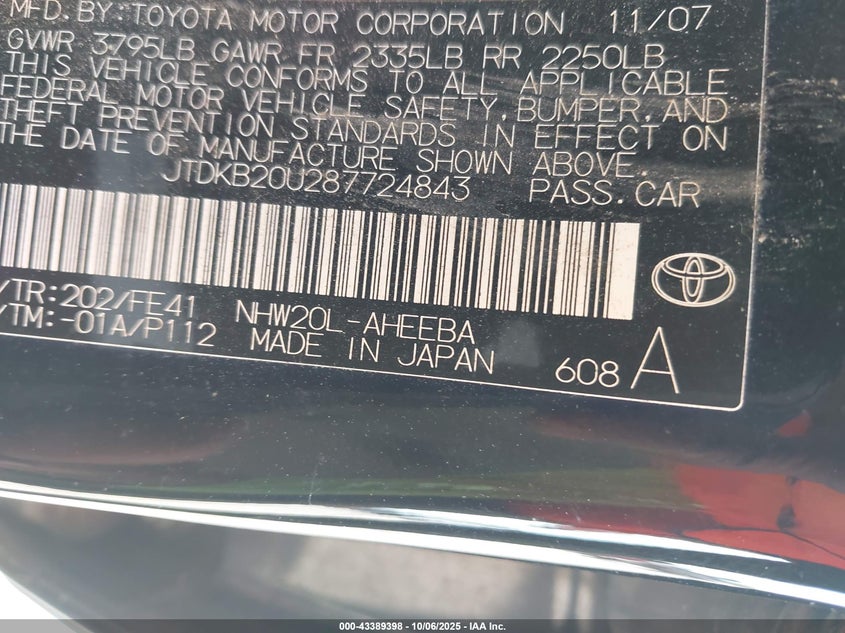 MFD. BY: TOYOTA MOTOR CORPORATION 11/07
GVWR 3795LB GAWR FR 2335LB RR 2250LB
THIS VEHICLE CONFORMS TO ALL APPLICABLE
FEDERAL MOTOR VEHICLE SAFETY, BUMPER, AND
THEFT PREVENTION STANDARDS IN EFFECT ON
THE DATE OF MANUFACTURE SHOWN ABOVE.
JTDKB20U287724843 PASS. CAR
/TR:202/FE41 NHW20L-AHEEBA
/TM:-01A/P112 MADE IN JAPAN 608 A
000-43389398 - 10/06/2025 - IAA Inc.